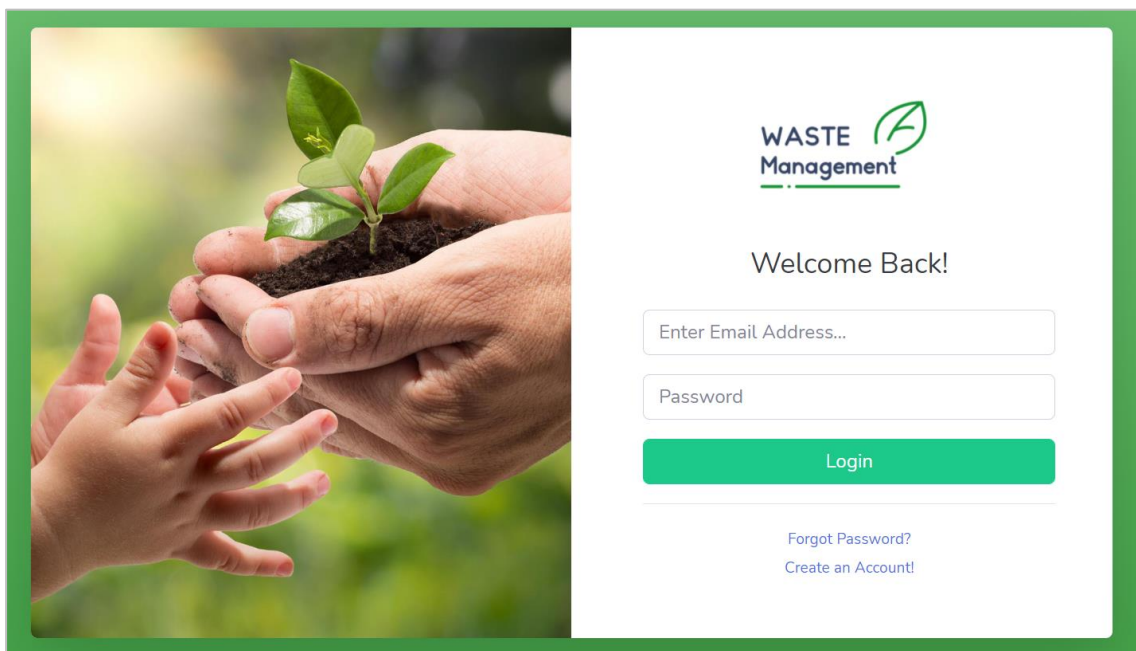 WASTE
Management
Welcome Back!
Enter Email Address...
Password
Login
Forgot Password?
Create an Account!